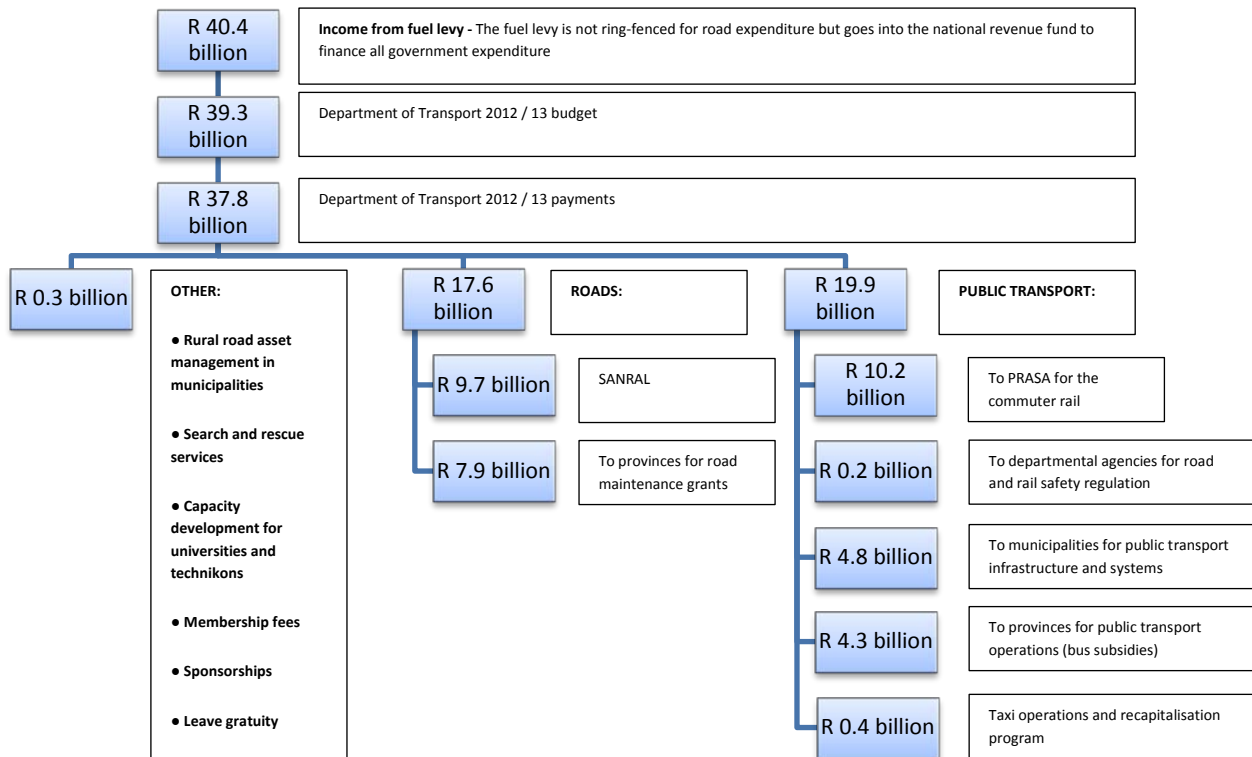 R 40.4
billion
Income from fuel levy - The fuel levy is not ring-fenced for road expenditure but goes into the national revenue fund to
finance all government expenditure
R 39.3
billion
Department of Transport 2012 / 13 budget
R 37.8
billion
Department of Transport 2012 / 13 payments
R 0.3 billion
OTHER:
● Rural road asset
management in
municipalities
● Search and rescue
services
● Capacity
development for
universities and
technikons
● Membership fees
● Sponsorships
● Leave gratuity
R 17.6
billion
ROADS:
R 9.7 billion
SANRAL
R 7.9 billion
To provinces for road
maintenance grants
R 19.9
billion
PUBLIC TRANSPORT:
R 10.2
billion
To PRASA for the
commuter rail
R 0.2 billion
To departmental agencies for road
and rail safety regulation
R 4.8 billion
To municipalities for public transport
infrastructure and systems
R 4.3 billion
To provinces for public transport
operations (bus subsidies)
R 0.4 billion
Taxi operations and recapitalisation
program